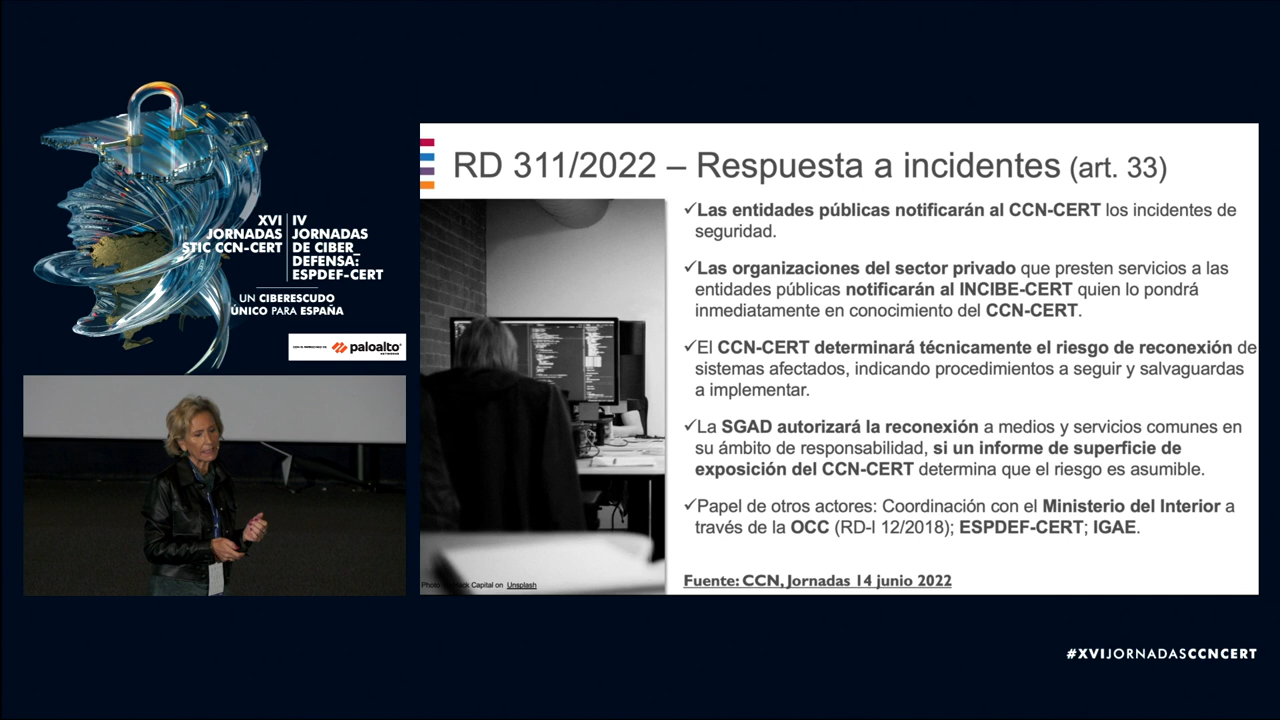 XVI
JORNADAS
STIC CCN-CERT
IV
JORNADAS
DE CIBER_
DEFENSA:
ESPDEF-CERT
UN CIBERESCUDO
ÚNICO PARA ESPAÑA
paloalto
NETWORKS
RD 311/2022 – Respuesta a incidentes (art. 33)
✓Las entidades públicas notificarán al CCN-CERT los incidentes de
seguridad.
✓Las organizaciones del sector privado que presten servicios a las
entidades públicas notificarán al INCIBE-CERT quien lo pondrá
inmediatamente en conocimiento del CCN-CERT.
✓El CCN-CERT determinará técnicamente el riesgo de reconexión de
sistemas afectados, indicando procedimientos a seguir y salvaguardas
a implementar.
✓La SGAD autorizará la reconexión a medios y servicios comunes en
su ámbito de responsabilidad, si un informe de superficie de
exposición del CCN-CERT determina que el riesgo es asumible.
✓Papel de otros actores: Coordinación con el Ministerio del Interior a
través de la OCC (RD-l 12/2018); ESPDEF-CERT; IGAE.
Fuente: CCN, Jornadas 14 junio 2022
Capital on Unsplash
#XVIJORNADASCCNCERT